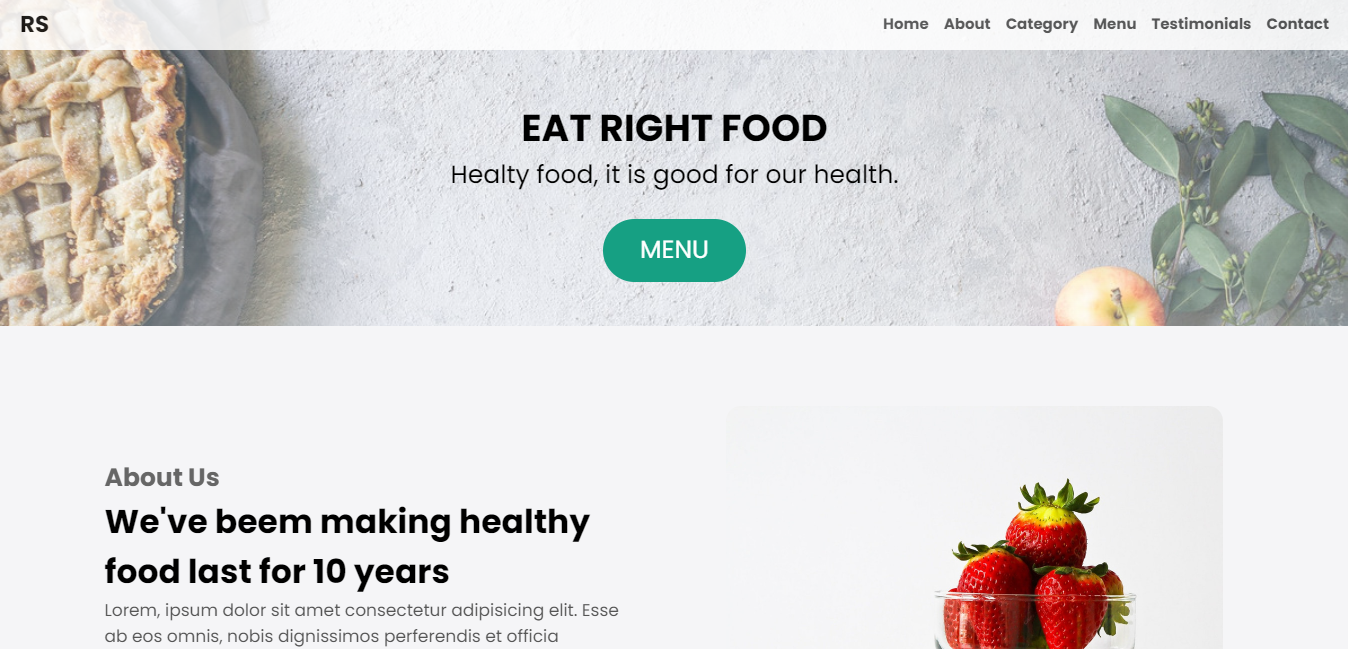 RS
Home About Category Menu Testimonials Contact
EAT RIGHT FOOD
Healty food, it is good for our health.
MENU
About Us
We've beem making healthy
food last for 10 years
Lorem, ipsum dolor sit amet consectetur adipisicing elit. Esse
ab eos omnis, nobis dignissimos perferendis et officia